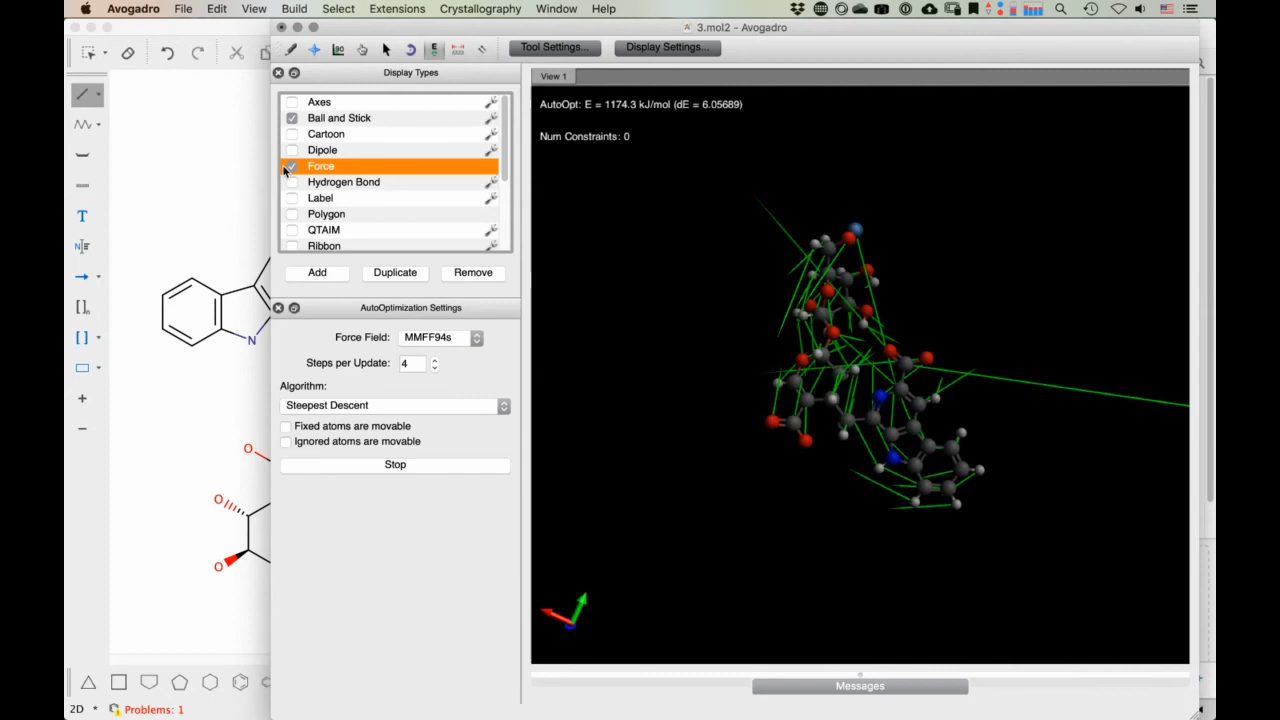 Avogadro File Edit View Build Select Extensions Crystallography Window Help
3.mol2 - Avogadro
Tool Settings... Display Settings...
Display Types
Axes
Ball and Stick
Cartoon
Dipole
Force
Hydrogen Bond
Label
Polygon
QTAIM
Ribbon
Add Duplicate Remove
AutoOptimization Settings
Force Field: MMFF94s
Steps per Update: 4
Algorithm:
Steepest Descent
Fixed atoms are movable
Ignored atoms are movable
Stop
View 1
AutoOpt: E = 1174.3 kJ/mol (dE = 6.05689)
Num Constraints: 0
Messages
T
N
N
O
O
O
2D
Problems: 1